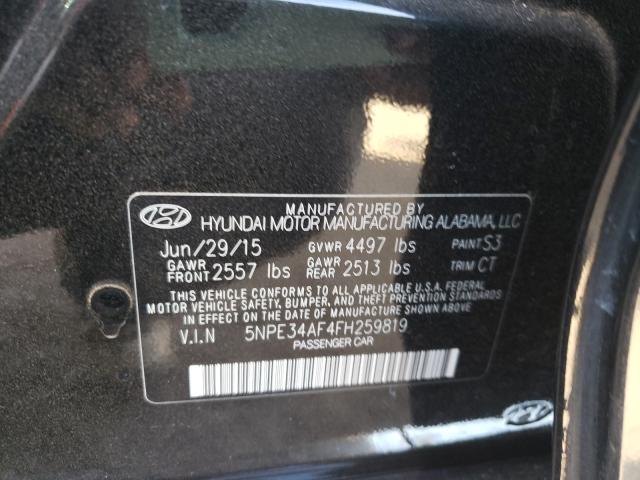 MANUFACTURED BY
HYUNDAI MOTOR MANUFACTURING ALABAMA, LLC
Jun/29/15 GVWR 4497 lbs PAINT S3
GAWR FRONT 2557 lbs GAWR REAR 2513 lbs TRIM CT
THIS VEHICLE CONFORMS TO ALL APPLICABLE U.S.A. FEDERAL
MOTOR VEHICLE SAFETY, BUMPER, AND THEFT PREVENTION
STANDARDS IN EFFECT ON THE DATE OF MANUFACTURE SHOWN ABOVE.
V.I.N 5NPE34AF4FH259819
PASSENGER CAR